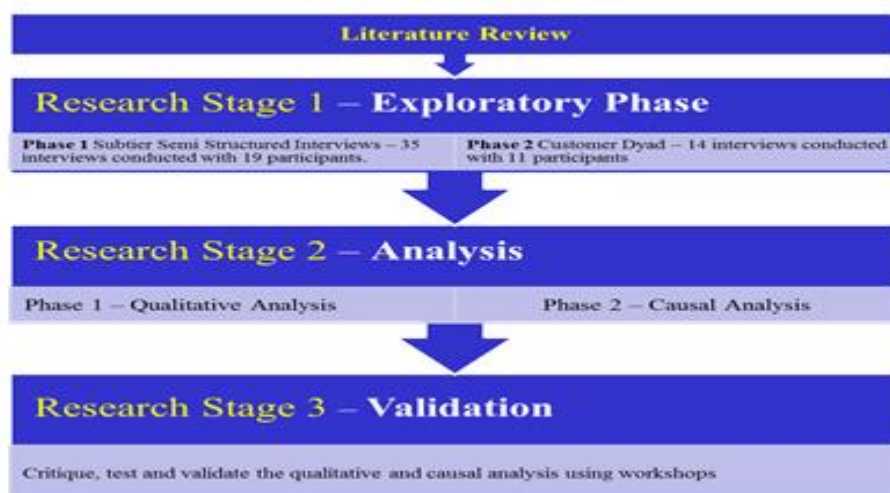 Literature Review
Research Stage 1 – Exploratory Phase
Phase 1 Subtier Semi Structured Interviews – 35
interviews conducted with 19 participants.
Phase 2 Customer Dyad – 14 interviews conducted
with 11 participants
Research Stage 2 – Analysis
Phase 1 – Qualitative Analysis
Phase 2 – Causal Analysis
Research Stage 3 – Validation
Critique, test and validate the qualitative and causal analysis using workshops